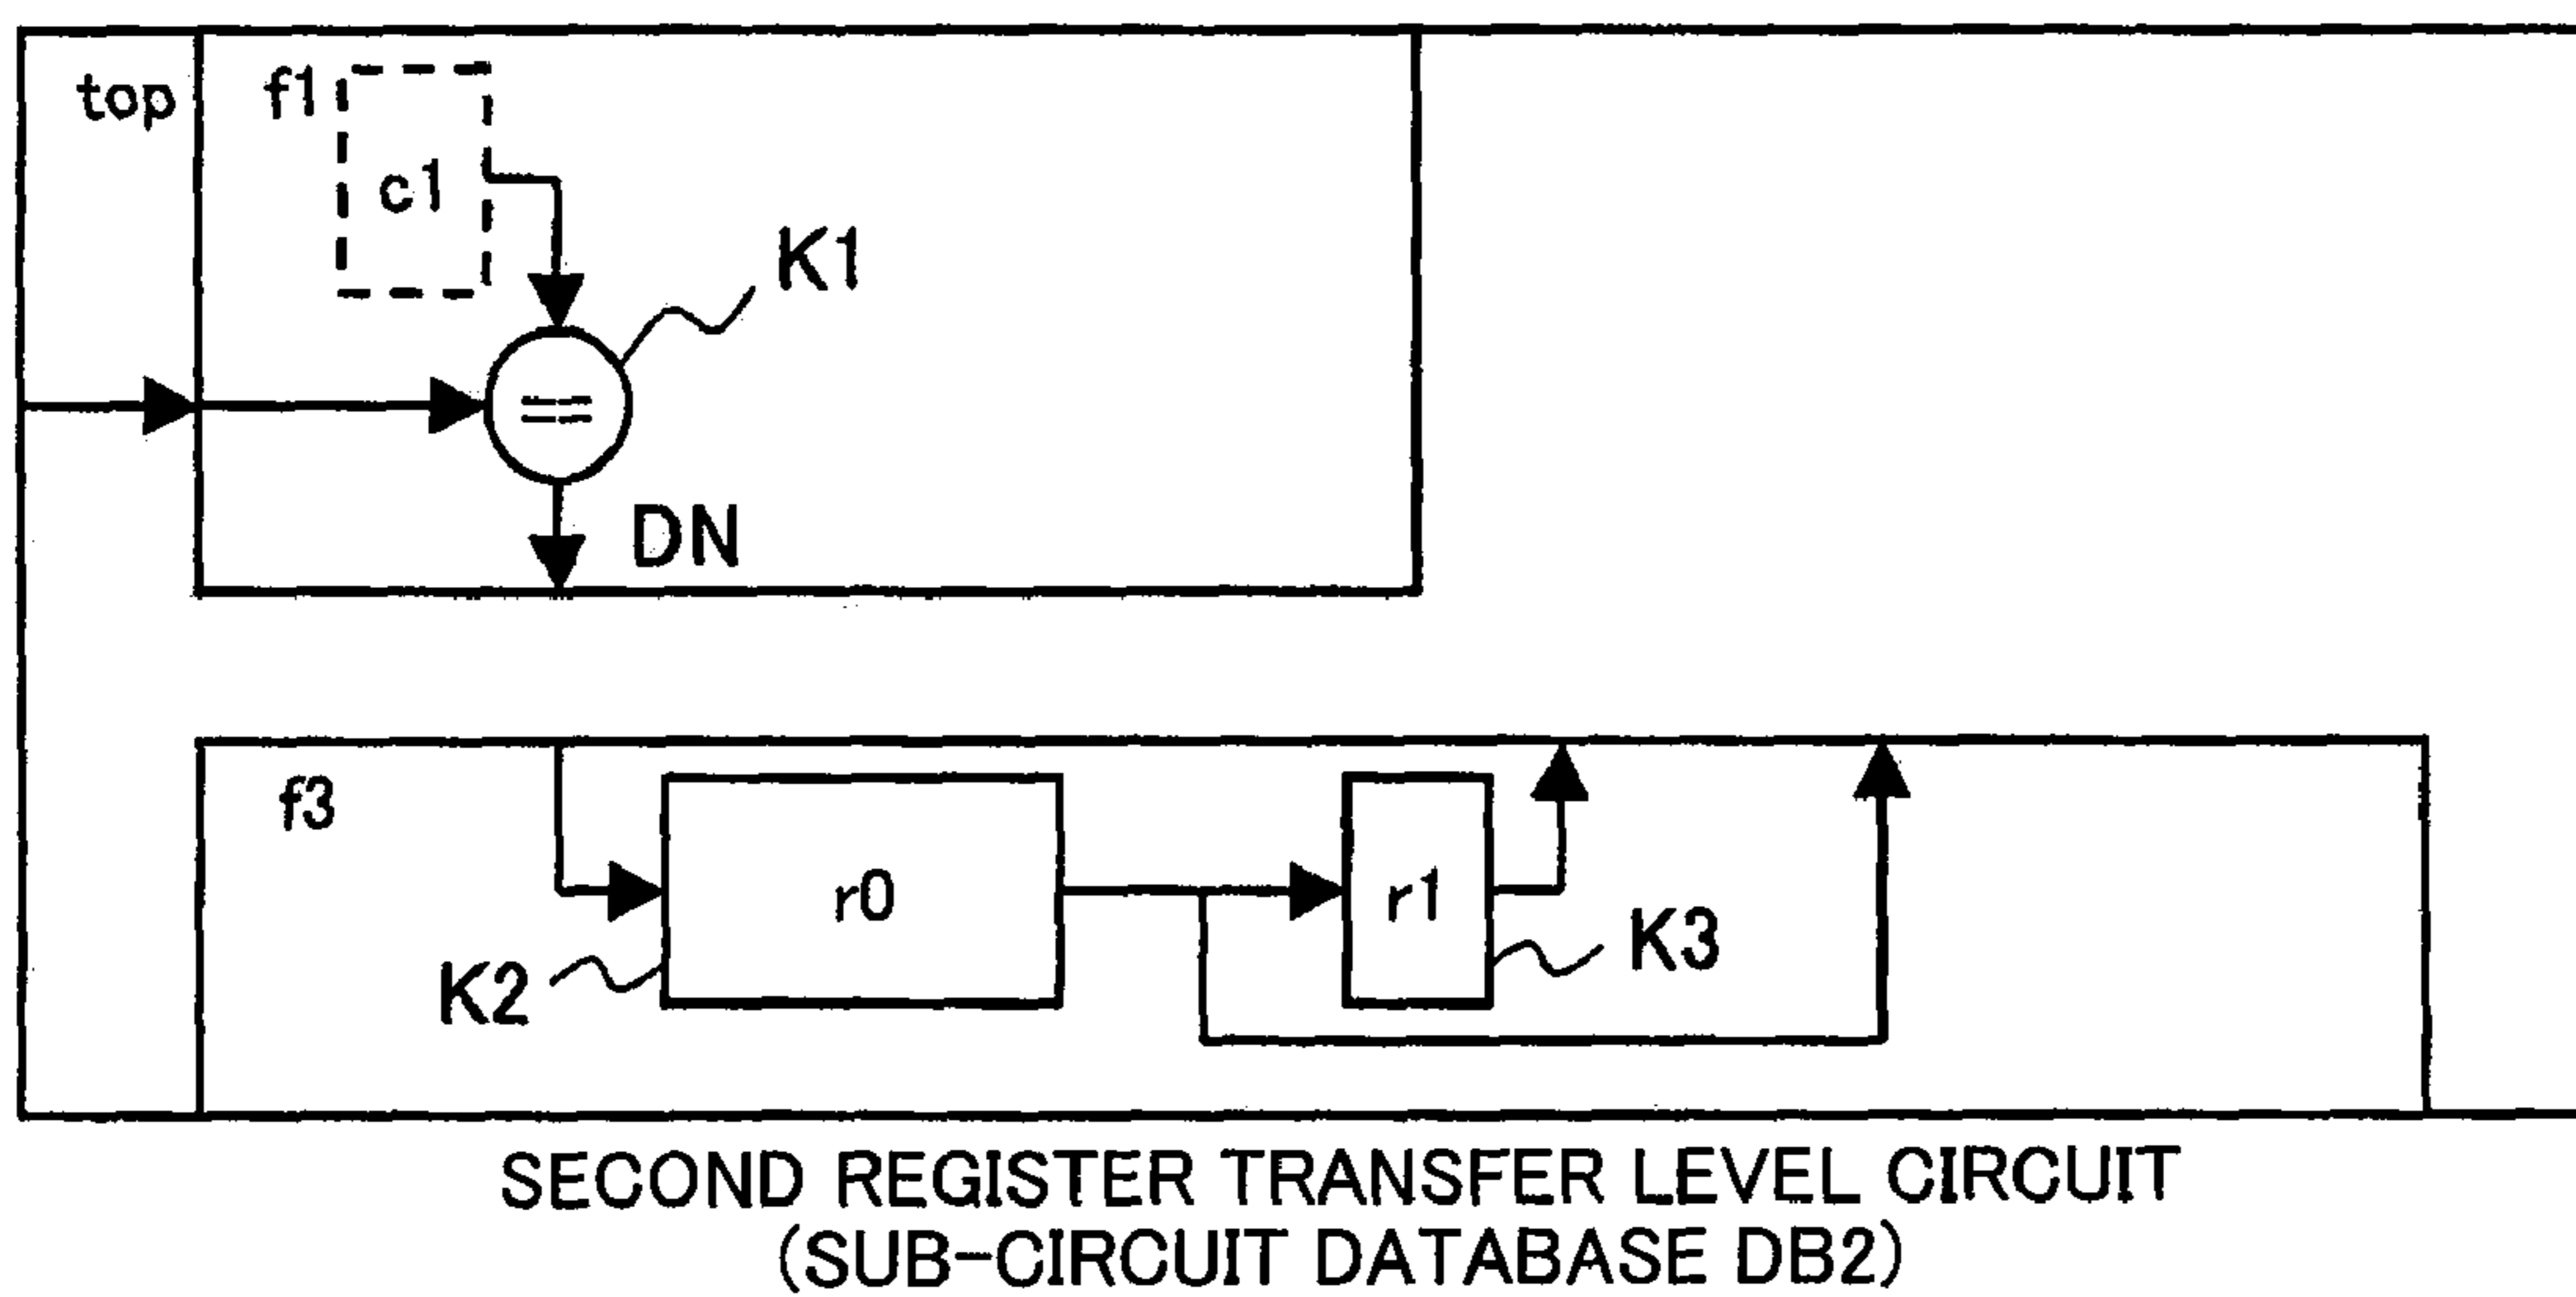 top
f1
c1
K1
==
DN
f3
r0
r1
K2
K3
SECOND REGISTER TRANSFER LEVEL CIRCUIT
(SUB-CIRCUIT DATABASE DB2)